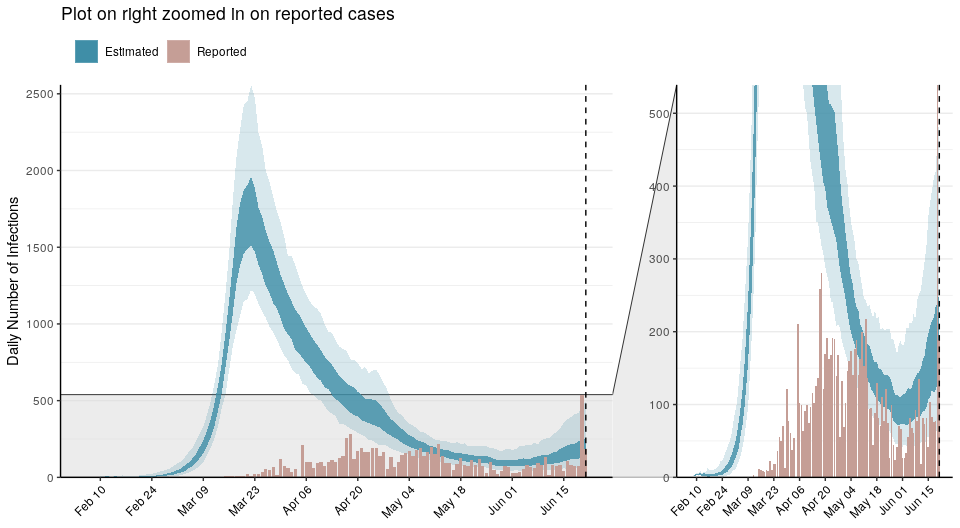 Plot on right zoomed in on reported cases
Estimated
Reported
Daily Number of Infections
2500
2000
1500
1000
500
0
Feb 10
Feb 24
Mar 09
Mar 23
Apr 06
Apr 20
May 04
May 18
Jun 01
Jun 15
500
400
300
200
100
0
Feb 10
Feb 24
Mar 09
Mar 23
Apr 06
Apr 20
May 04
May 18
Jun 01
Jun 15